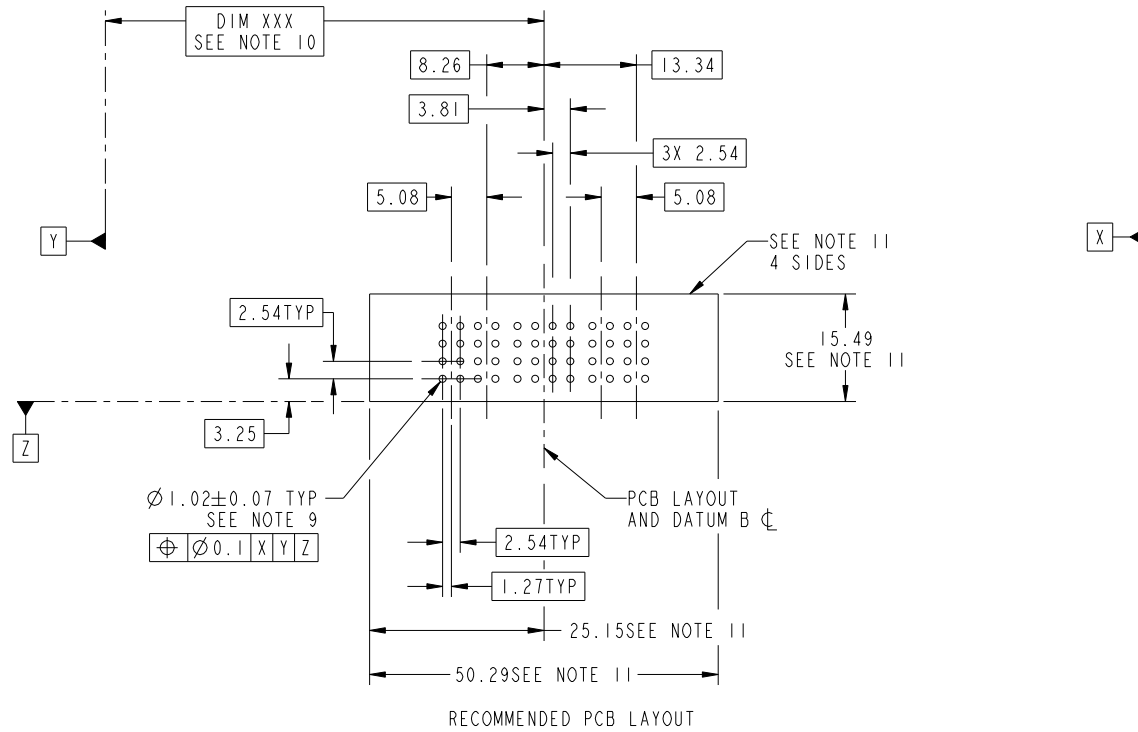 DIM XXX
SEE NOTE 10
8.26
13.34
3.81
3X 2.54
5.08
5.08
Y
X
SEE NOTE 11
4 SIDES
2.54TYP
15.49
SEE NOTE 11
Z
3.25
Ø1.02±0.07 TYP
SEE NOTE 9
⌖ Ø0.1 X Y Z
PCB LAYOUT
AND DATUM B ℄
2.54TYP
1.27TYP
25.15SEE NOTE 11
50.29SEE NOTE 11
RECOMMENDED PCB LAYOUT